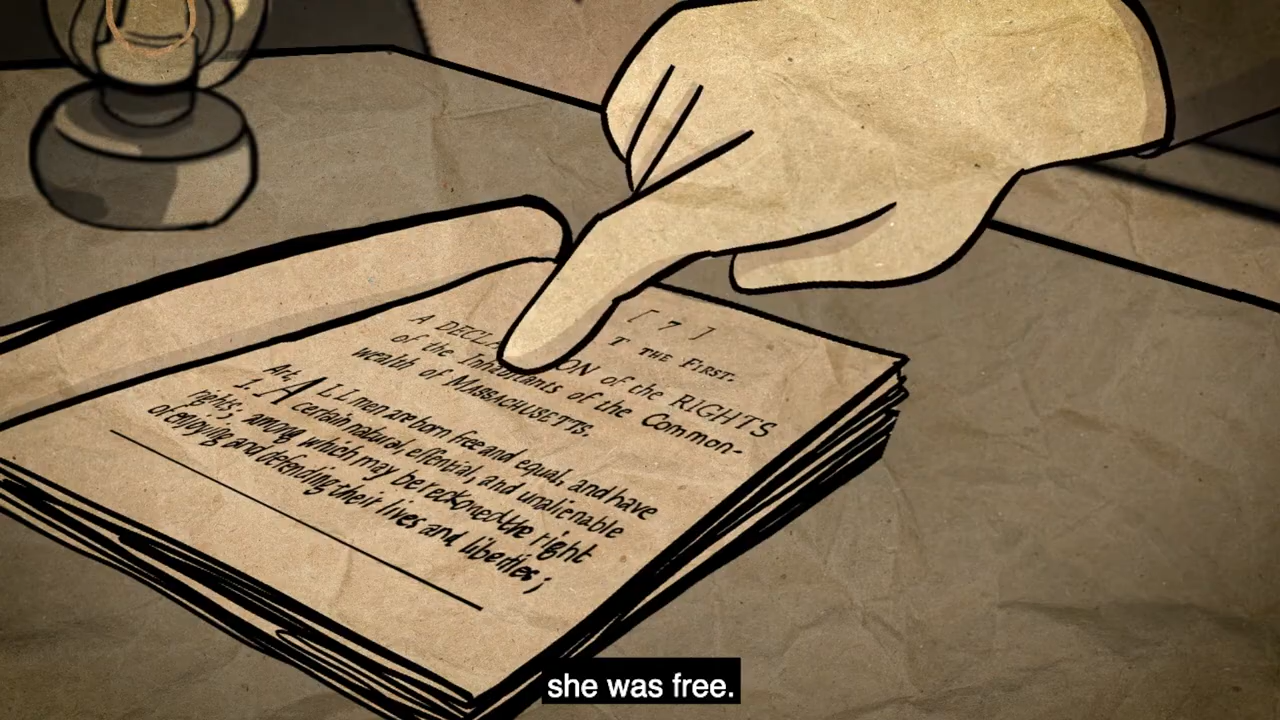 [ 7 ]
T THE FIRST.
A DECLA ON of the RIGHTS
of the Inhabitants of the Common-
wealth of MASSACHUSETTS.
Art.
1. ALL men are born free and equal, and have
certain natural, essential, and unalienable
rights; among which may be reckoned the right
of enjoying and defending their lives and liberties;
she was free.